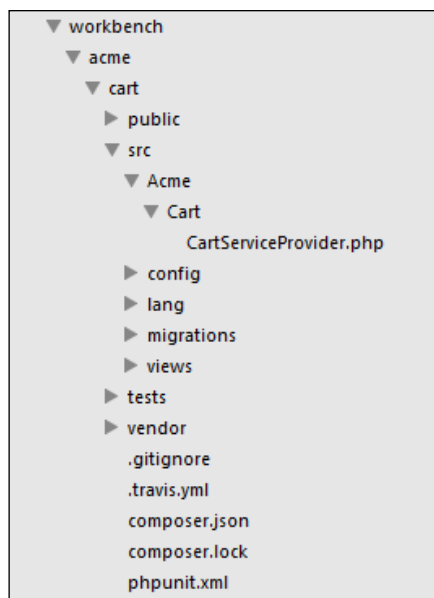 workbench
acme
cart
public
src
Acme
Cart
CartServiceProvider.php
config
lang
migrations
views
tests
vendor
.gitignore
.travis.yml
composer.json
composer.lock
phpunit.xml